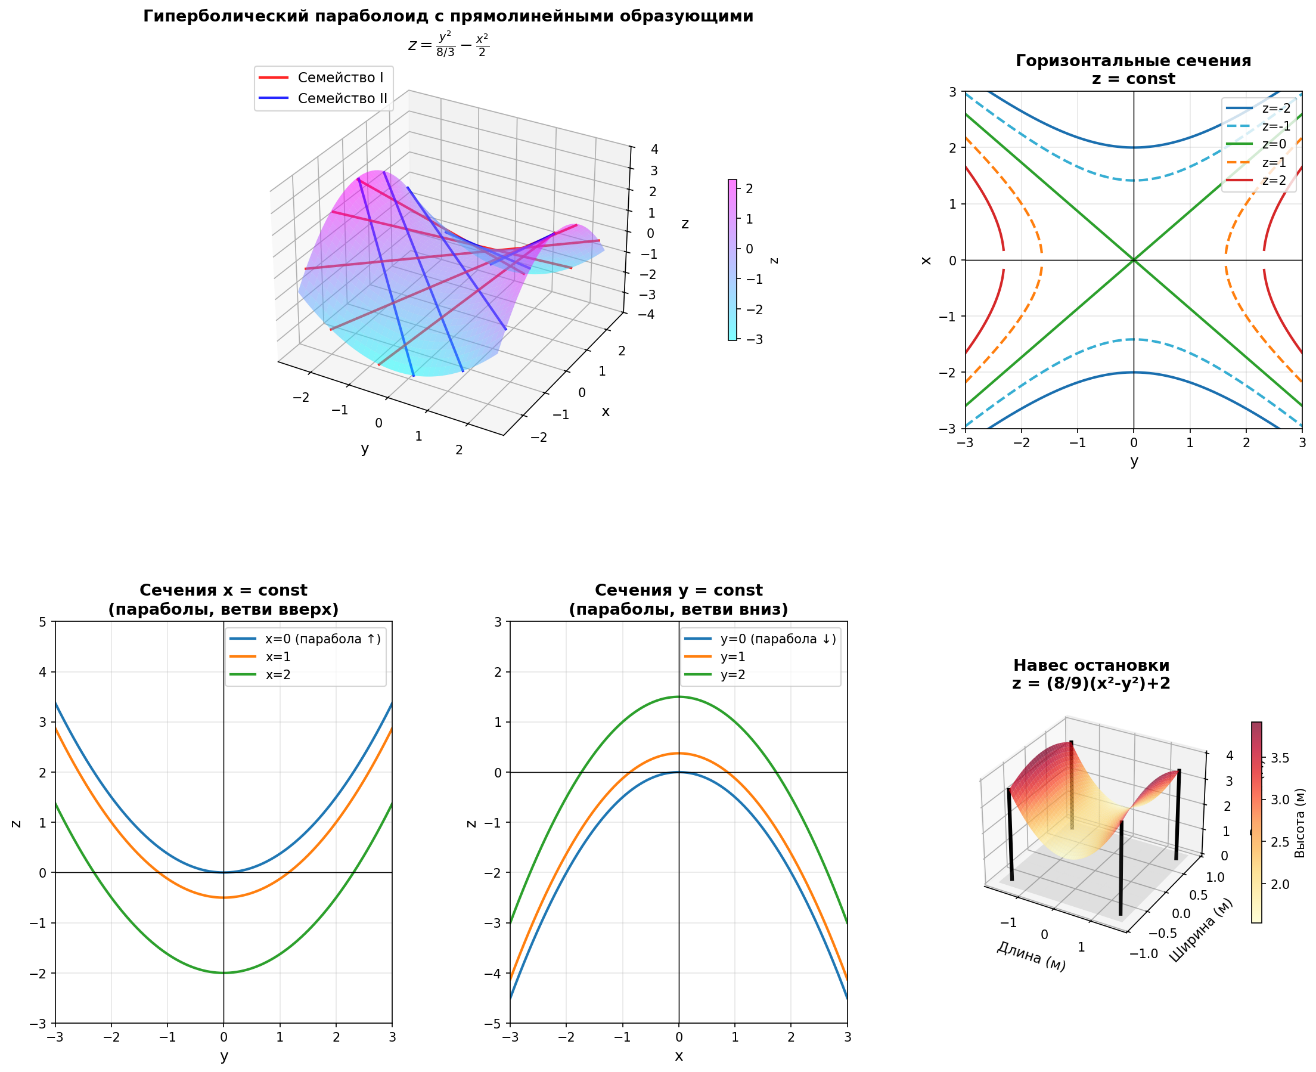 Гиперболический параболоид с прямолинейными образующими
z = y²/(8/3) − x²/2
Семейство I
Семейство II
4
3
2
1
0
−1
−2
−3
−4
z
−2
−1
0
1
2
y
−2
−1
0
1
2
x
2
1
0
−1
−2
−3
z
Горизонтальные сечения
z = const
z=-2
z=-1
z=0
z=1
z=2
3
2
1
0
−1
−2
−3
x
−3
−2
−1
0
1
2
3
y
Сечения x = const
(параболы, ветви вверх)
x=0 (парабола ↑)
x=1
x=2
5
4
3
2
1
0
−1
−2
−3
z
−3
−2
−1
0
1
2
3
y
Сечения y = const
(параболы, ветви вниз)
y=0 (парабола ↓)
y=1
y=2
3
2
1
0
−1
−2
−3
−4
−5
z
−3
−2
−1
0
1
2
3
x
Навес остановки
z = (8/9)(x²-y²)+2
4
3
2
1
0
−1
0
1
Длина (м)
−1.0
−0.5
0.0
0.5
1.0
Ширина (м)
3.5
3.0
2.5
2.0
Высота (м)